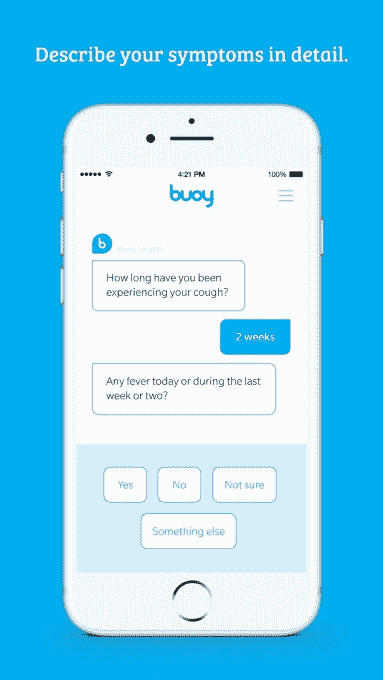 Describe your symptoms in detail.
4:21 PM 100%
buoy
b Buoy Health
How long have you been
experiencing your cough?
2 weeks
Any fever today or during the last
week or two?
Yes No Not sure
Something else